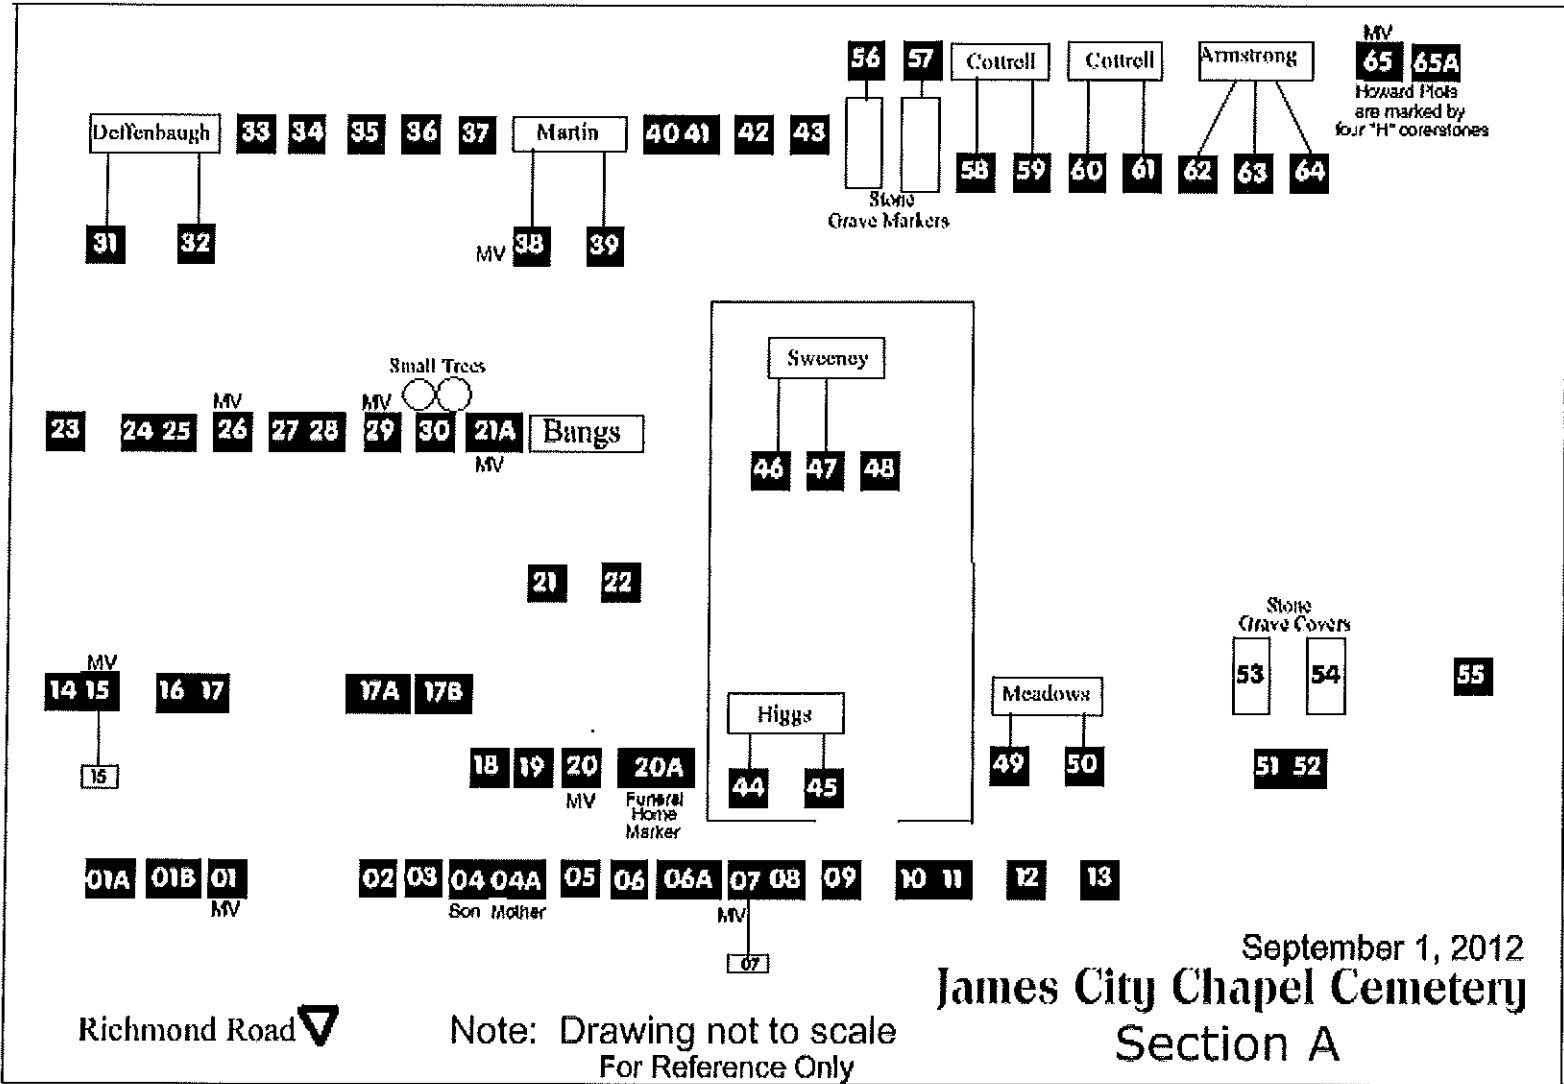 MV
56 57 Cottrell Cottrell Armstrong 65 65A
Howard Plots
are marked by
four "H" corerstones
Deffenbaugh 33 34 35 36 37 Martin 40 41 42 43
58 59 60 61 62 63 64
Stone
Grave Markers
31 32 MV 38 39
Sweeney
Small Trees
MV MV
23 24 25 26 27 28 29 30 21A Bangs
MV
46 47 48
21 22
Stone
Grave Covers
MV
14 15 16 17 17A 17B Meadows 53 54 55
Higgs
15 18 19 20 20A 44 45 49 50 51 52
MV Funeral
Home
Marker
01A 01B 01 02 03 04 04A 05 06 06A 07 08 09 10 11 12 13
MV Son Mother MV
07
September 1, 2012
James City Chapel Cemetery
Section A
Richmond Road
Note: Drawing not to scale
For Reference Only